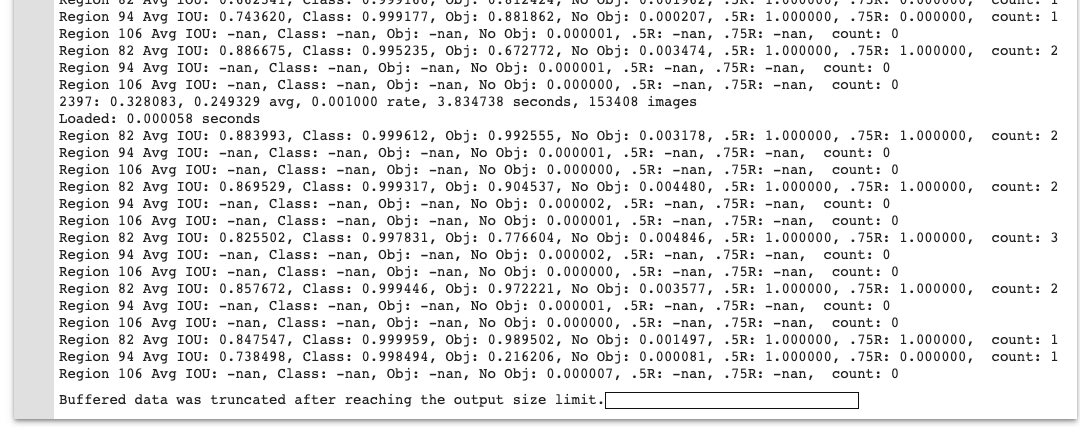 Region 82 Avg IOU: 0.662541, Class: 0.999166, Obj: 0.812424, No Obj: 0.001962, .5R: 1.000000, .75R: 0.000000, count: 1
Region 94 Avg IOU: 0.743620, Class: 0.999177, Obj: 0.881862, No Obj: 0.000207, .5R: 1.000000, .75R: 0.000000, count: 1
Region 106 Avg IOU: -nan, Class: -nan, Obj: -nan, No Obj: 0.000001, .5R: -nan, .75R: -nan, count: 0
Region 82 Avg IOU: 0.886675, Class: 0.995235, Obj: 0.672772, No Obj: 0.003474, .5R: 1.000000, .75R: 1.000000, count: 2
Region 94 Avg IOU: -nan, Class: -nan, Obj: -nan, No Obj: 0.000001, .5R: -nan, .75R: -nan, count: 0
Region 106 Avg IOU: -nan, Class: -nan, Obj: -nan, No Obj: 0.000000, .5R: -nan, .75R: -nan, count: 0
2397: 0.328083, 0.249329 avg, 0.001000 rate, 3.834738 seconds, 153408 images
Loaded: 0.000058 seconds
Region 82 Avg IOU: 0.883993, Class: 0.999612, Obj: 0.992555, No Obj: 0.003178, .5R: 1.000000, .75R: 1.000000, count: 2
Region 94 Avg IOU: -nan, Class: -nan, Obj: -nan, No Obj: 0.000001, .5R: -nan, .75R: -nan, count: 0
Region 106 Avg IOU: -nan, Class: -nan, Obj: -nan, No Obj: 0.000000, .5R: -nan, .75R: -nan, count: 0
Region 82 Avg IOU: 0.869529, Class: 0.999317, Obj: 0.904537, No Obj: 0.004480, .5R: 1.000000, .75R: 1.000000, count: 2
Region 94 Avg IOU: -nan, Class: -nan, Obj: -nan, No Obj: 0.000002, .5R: -nan, .75R: -nan, count: 0
Region 106 Avg IOU: -nan, Class: -nan, Obj: -nan, No Obj: 0.000001, .5R: -nan, .75R: -nan, count: 0
Region 82 Avg IOU: 0.825502, Class: 0.997831, Obj: 0.776604, No Obj: 0.004846, .5R: 1.000000, .75R: 1.000000, count: 3
Region 94 Avg IOU: -nan, Class: -nan, Obj: -nan, No Obj: 0.000002, .5R: -nan, .75R: -nan, count: 0
Region 106 Avg IOU: -nan, Class: -nan, Obj: -nan, No Obj: 0.000000, .5R: -nan, .75R: -nan, count: 0
Region 82 Avg IOU: 0.857672, Class: 0.999446, Obj: 0.972221, No Obj: 0.003577, .5R: 1.000000, .75R: 1.000000, count: 2
Region 94 Avg IOU: -nan, Class: -nan, Obj: -nan, No Obj: 0.000001, .5R: -nan, .75R: -nan, count: 0
Region 106 Avg IOU: -nan, Class: -nan, Obj: -nan, No Obj: 0.000000, .5R: -nan, .75R: -nan, count: 0
Region 82 Avg IOU: 0.847547, Class: 0.999959, Obj: 0.989502, No Obj: 0.001497, .5R: 1.000000, .75R: 1.000000, count: 1
Region 94 Avg IOU: 0.738498, Class: 0.998494, Obj: 0.216206, No Obj: 0.000081, .5R: 1.000000, .75R: 0.000000, count: 1
Region 106 Avg IOU: -nan, Class: -nan, Obj: -nan, No Obj: 0.000007, .5R: -nan, .75R: -nan, count: 0
Buffered data was truncated after reaching the output size limit.